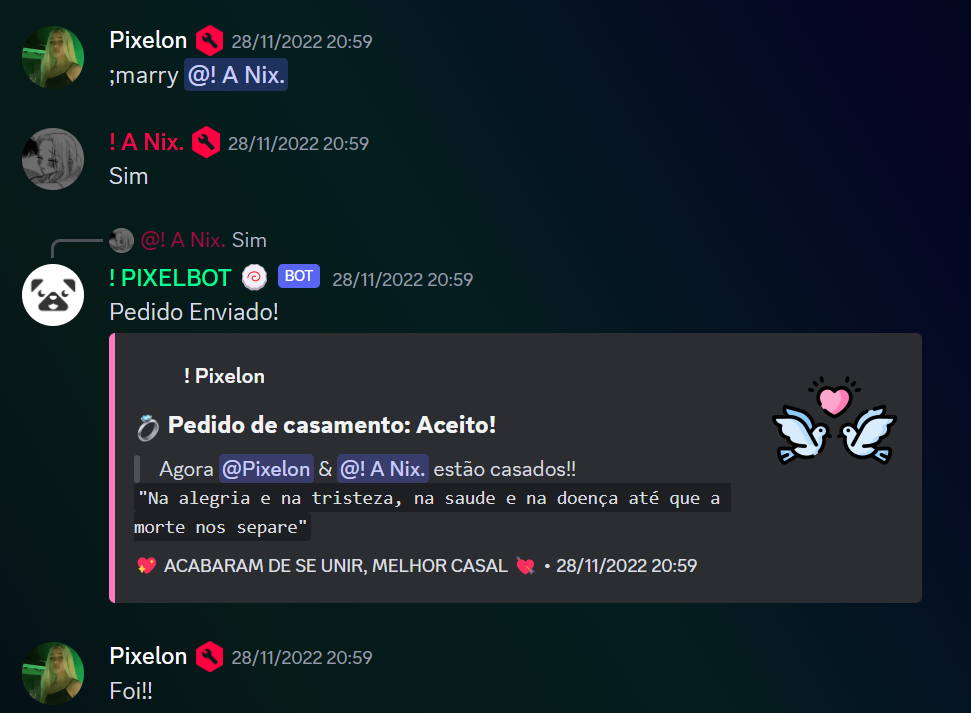 Pixelon 28/11/2022 20:59
;marry @! A Nix.
! A Nix. 28/11/2022 20:59
Sim
@! A Nix. Sim
! PIXELBOT BOT 28/11/2022 20:59
Pedido Enviado!
! Pixelon
💍 Pedido de casamento: Aceito!
Agora @Pixelon & @! A Nix. estão casados!!
"Na alegria e na tristeza, na saude e na doença até que a
morte nos separe"
💖 ACABARAM DE SE UNIR, MELHOR CASAL 💘 • 28/11/2022 20:59
Pixelon 28/11/2022 20:59
Foi!!